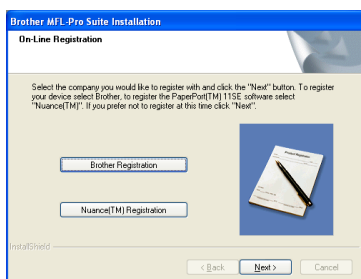 Brother MFL-Pro Suite Installation
On-Line Registration
Select the company you would like to register with and click the "Next" button. To register
your device select Brother, to register the PaperPort(TM) 11SE software select
"Nuance(TM)". If you prefer not to register at this time click "Next".
Brother Registration
Nuance(TM) Registration
InstallShield
< Back
Next >
Cancel